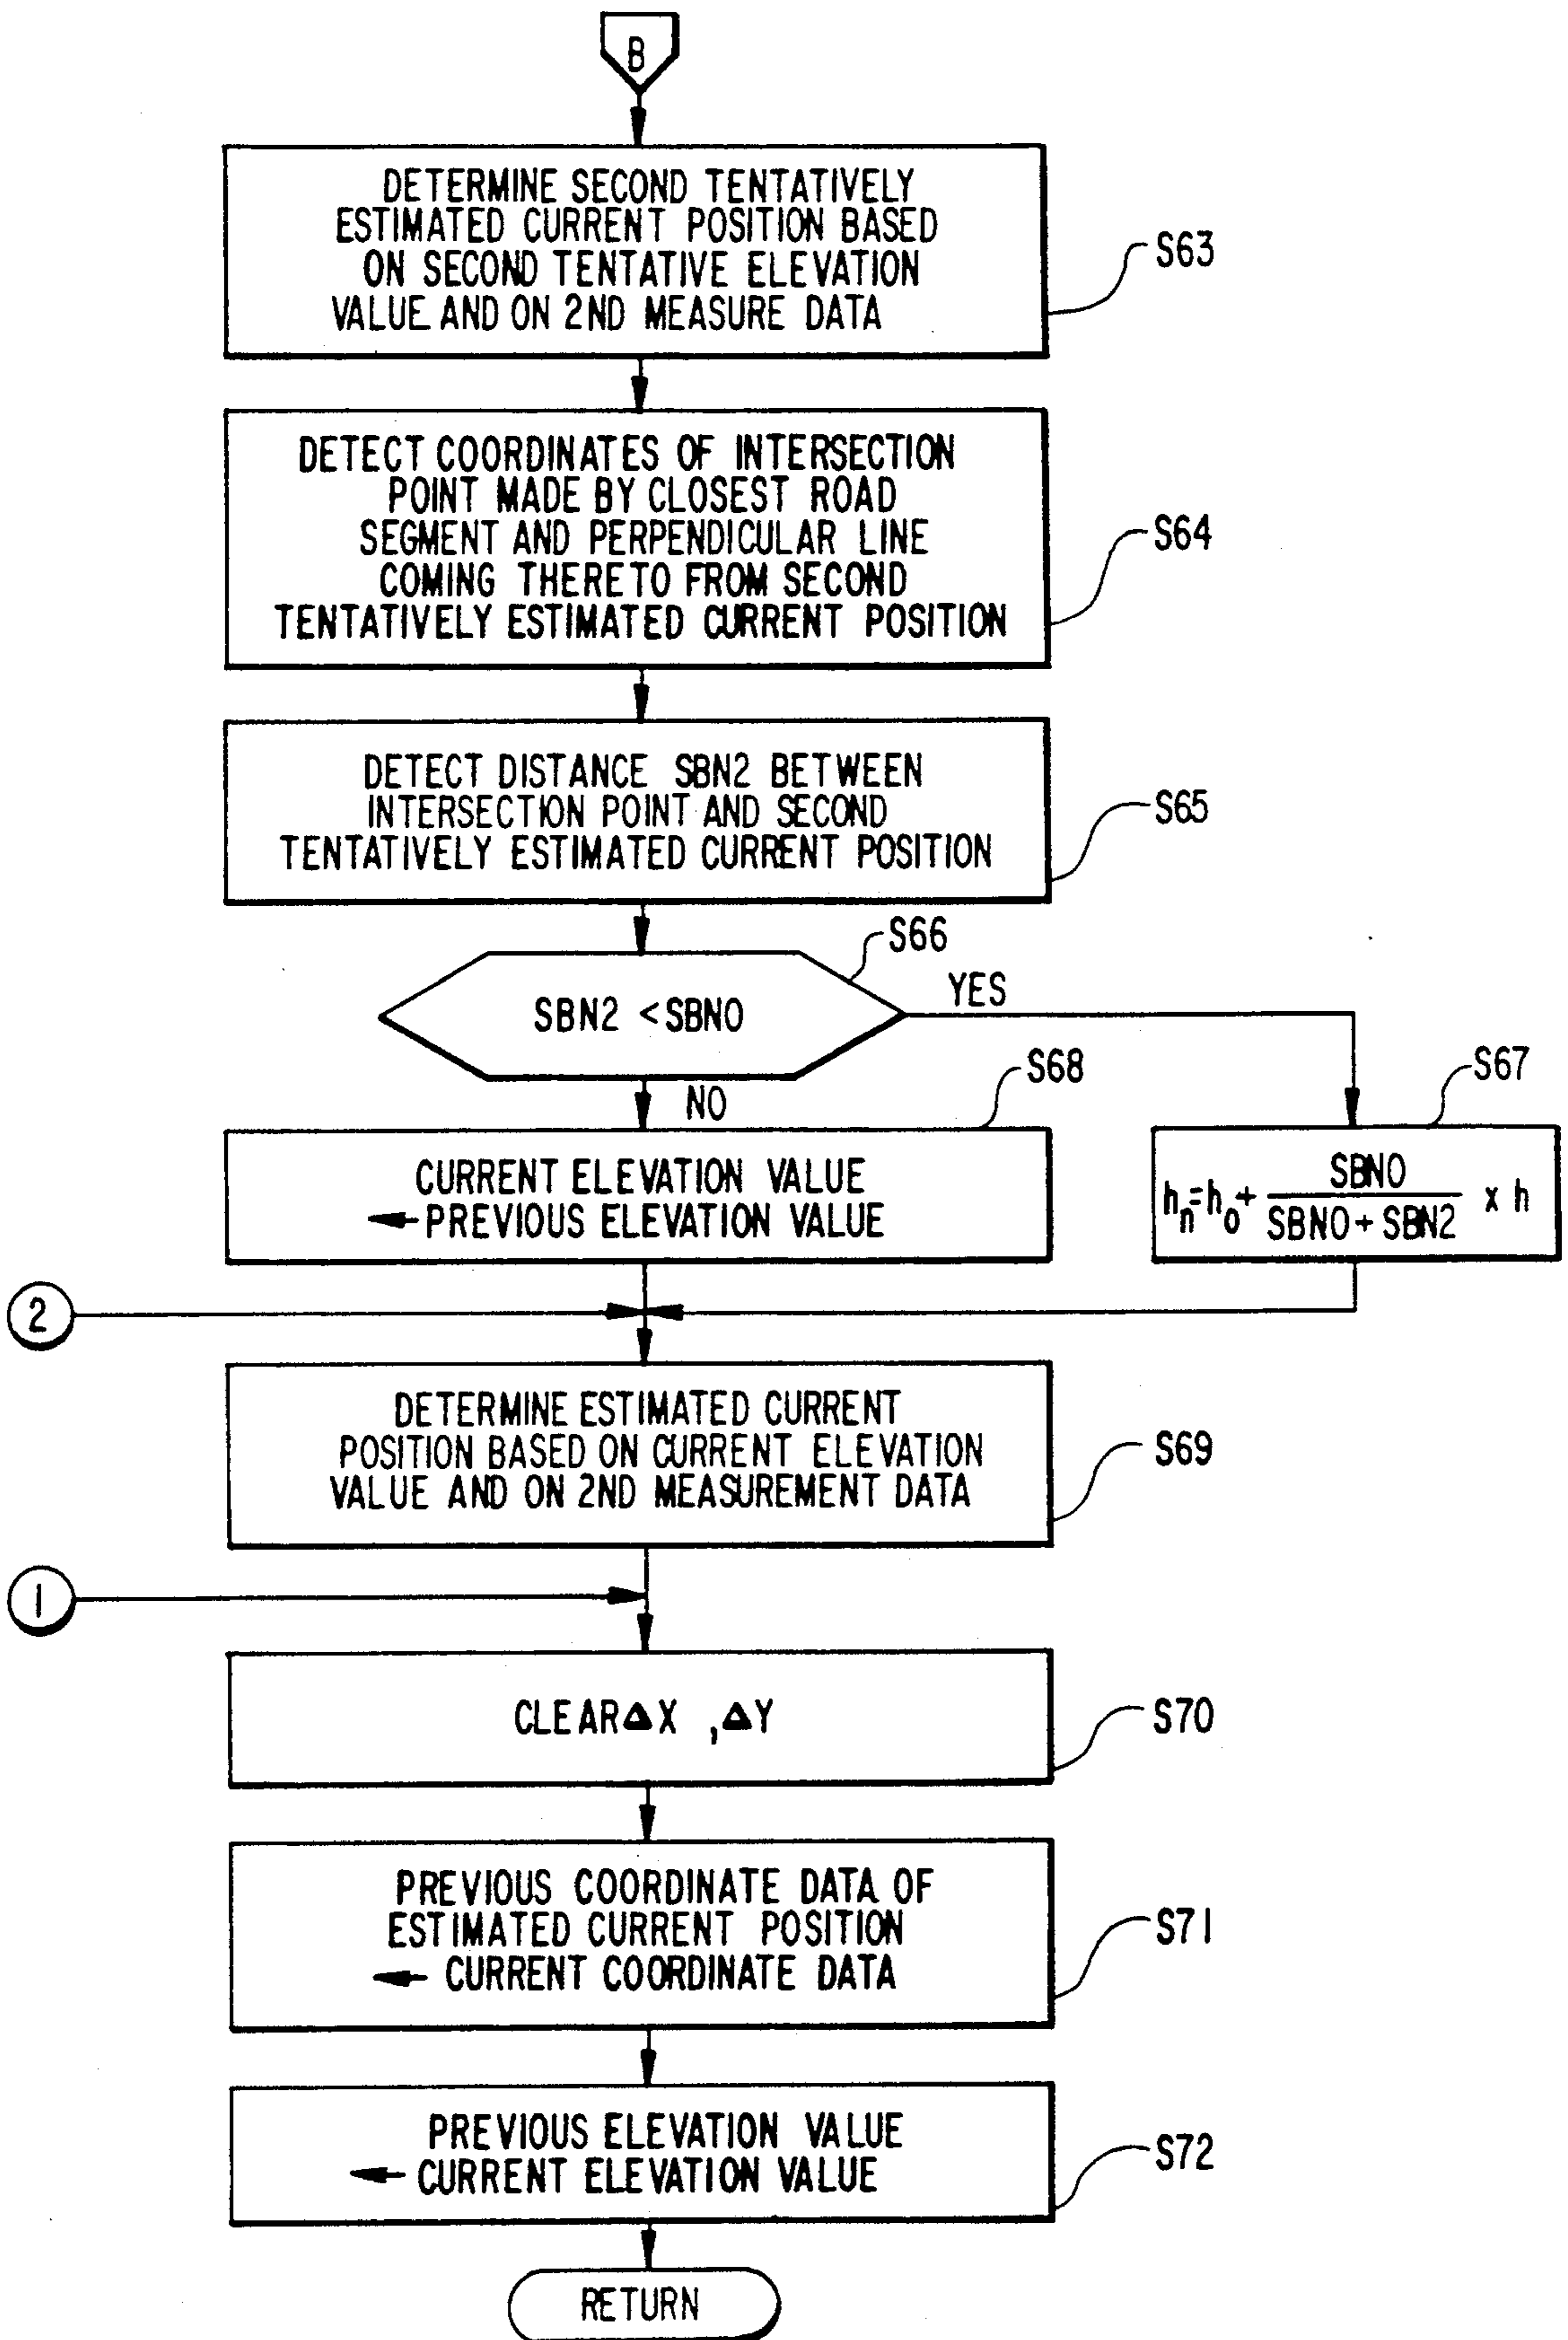 B
DETERMINE SECOND TENTATIVELY
ESTIMATED CURRENT POSITION BASED
ON SECOND TENTATIVE ELEVATION
VALUE AND ON 2ND MEASURE DATA
S63
DETECT COORDINATES OF INTERSECTION
POINT MADE BY CLOSEST ROAD
SEGMENT AND PERPENDICULAR LINE
COMING THERETO FROM SECOND
TENTATIVELY ESTIMATED CURRENT POSITION
S64
DETECT DISTANCE SBN2 BETWEEN
INTERSECTION POINT AND SECOND
TENTATIVELY ESTIMATED CURRENT POSITION
S65
S66
SBN2 < SBN0
YES
NO
S68
CURRENT ELEVATION VALUE
← PREVIOUS ELEVATION VALUE
S67
hn = h0 + SBN0 / (SBN0 + SBN2) x h
2
DETERMINE ESTIMATED CURRENT
POSITION BASED ON CURRENT ELEVATION
VALUE AND ON 2ND MEASUREMENT DATA
S69
1
CLEAR ΔX , ΔY
S70
PREVIOUS COORDINATE DATA OF
ESTIMATED CURRENT POSITION
← CURRENT COORDINATE DATA
S71
PREVIOUS ELEVATION VALUE
← CURRENT ELEVATION VALUE
S72
RETURN